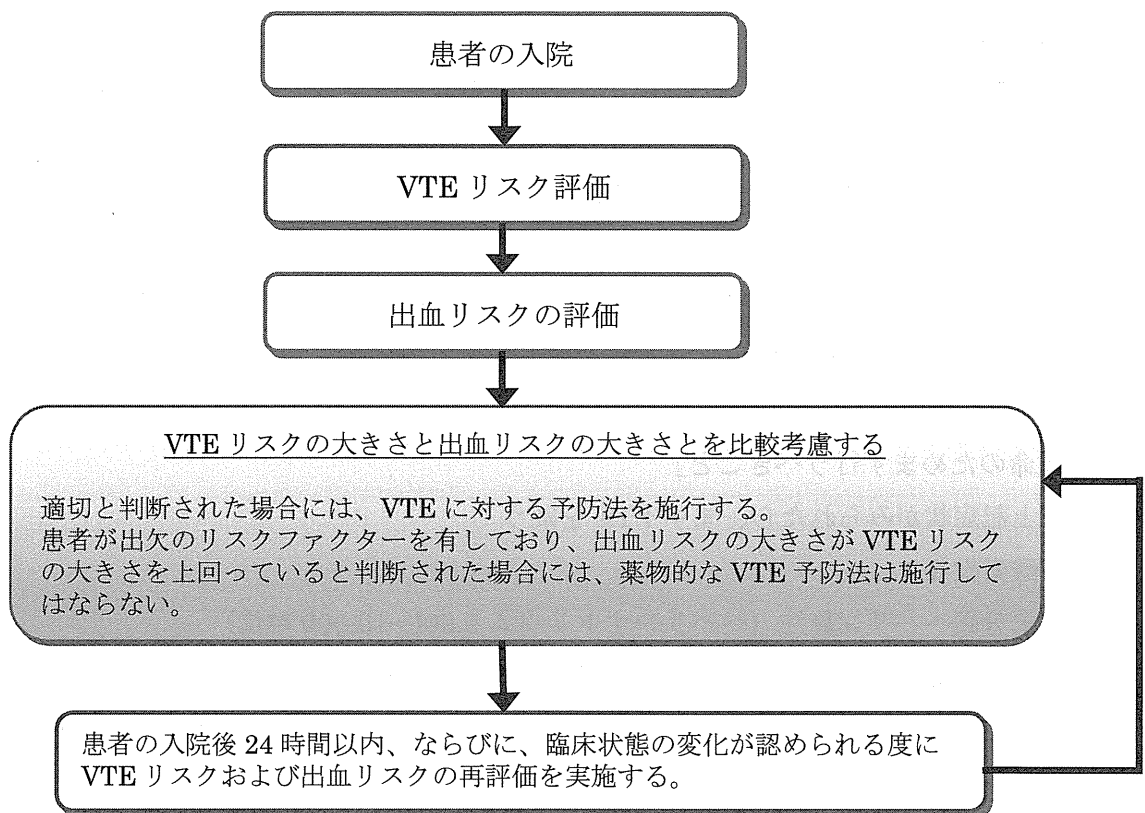 患者の入院
VTE リスク評価
出血リスクの評価
VTE リスクの大きさと出血リスクの大きさとを比較考慮する
適切と判断された場合には、VTE に対する予防法を施行する。
患者が出欠のリスクファクターを有しており、出血リスクの大きさが VTE リスク
の大きさを上回っていると判断された場合には、薬物的な VTE 予防法は施行して
はならない。
患者の入院後 24 時間以内、ならびに、臨床状態の変化が認められる度に
VTE リスクおよび出血リスクの再評価を実施する。